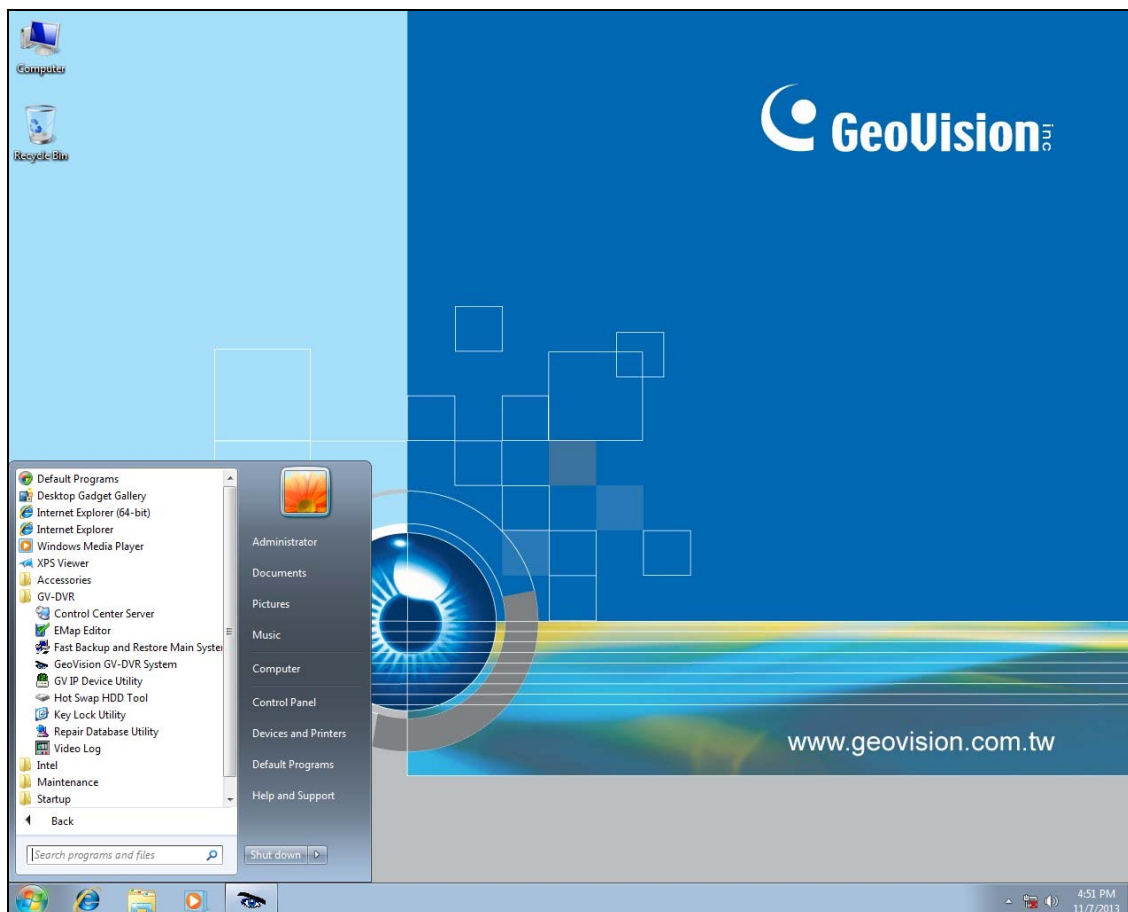 Computer
Recycle Bin
GeoVision inc
Default Programs
Desktop Gadget Gallery
Internet Explorer (64-bit)
Internet Explorer
Windows Media Player
XPS Viewer
Accessories
GV-DVR
Control Center Server
EMap Editor
Fast Backup and Restore Main System
GeoVision GV-DVR System
GV IP Device Utility
Hot Swap HDD Tool
Key Lock Utility
Repair Database Utility
Video Log
Intel
Maintenance
Startup
Back
Search programs and files
Administrator
Documents
Pictures
Music
Computer
Control Panel
Devices and Printers
Default Programs
Help and Support
Shut down
www.geovision.com.tw
4:51 PM
11/7/2013